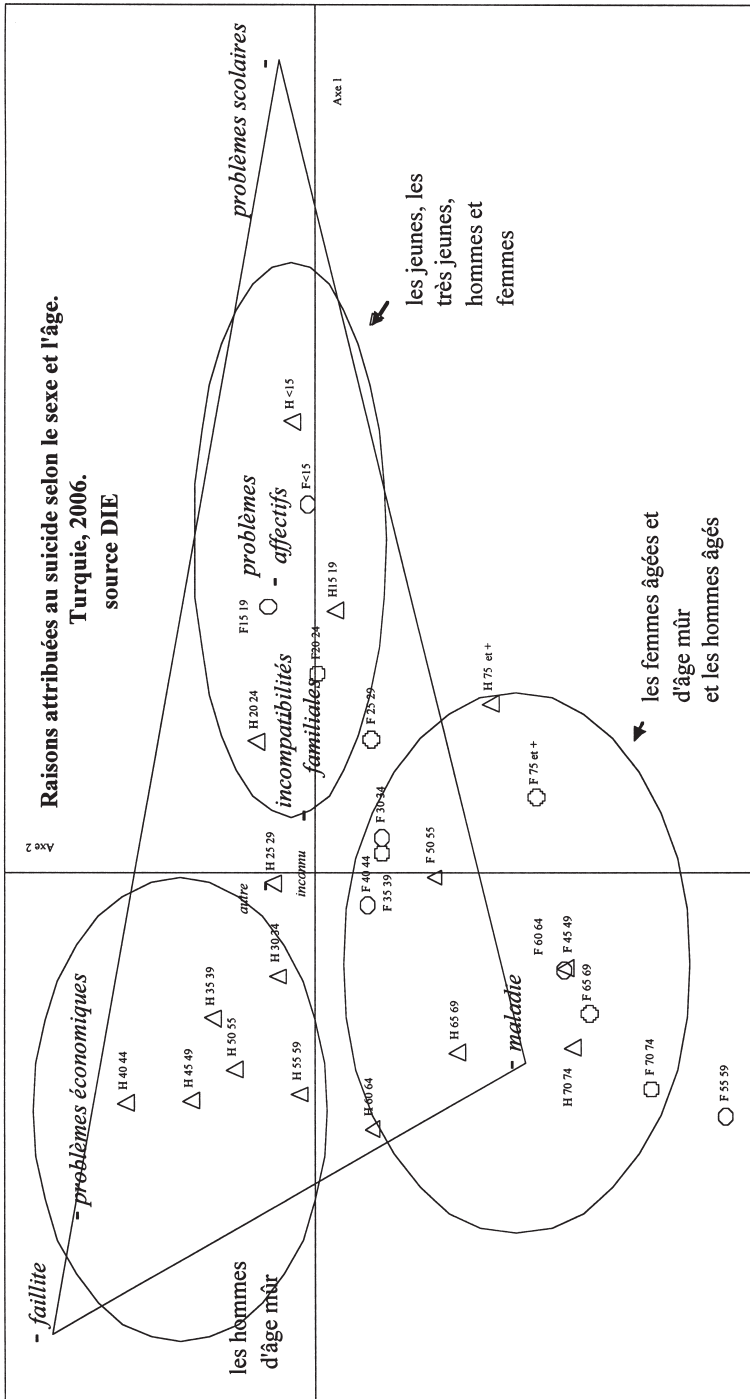 Raisons attribuées au suicide selon le sexe et l'âge.
Turquie, 2006.
source DIE
Axe 2
Axe 1
- faillite
- problèmes économiques
problèmes scolaires
-
H 40 44
H 45 49
H 35 39
H 50 55
H 30 34
H 55 59
autre
H 25 29
inconnu
-
H 20 24
incompatibilités
familiales
F15 19
problèmes
- affectifs
F20 24
H15 19
F<15
H <15
les hommes
d'âge mûr
les jeunes, les
très jeunes,
hommes et
femmes
F 25 29
F 30 34
F 40 44
F 35 39
F 50 55
H 60 64
H 65 69
- maladie
H 75 et +
F 75 et +
F 60 64
F 45 49
F 65 69
H 70 74
F 70 74
F 55 59
les femmes âgées et
d'âge mûr
et les hommes âgés